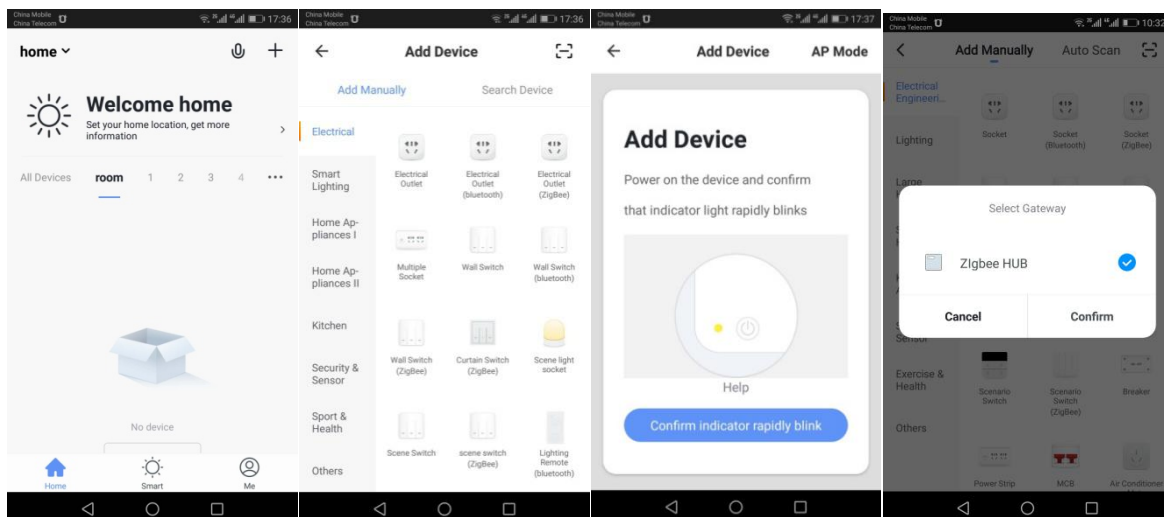 China Mobile
China Telecom
17:36
home
Welcome home
Set your home location, get more
information
All Devices
room
1
2
3
4
No device
Home
Smart
Me
China Mobile
China Telecom
17:36
Add Device
Add Manually
Search Device
Electrical
Smart
Lighting
Home Ap-
pliances I
Home Ap-
pliances II
Kitchen
Security &
Sensor
Sport &
Health
Others
Electrical
Outlet
Electrical
Outlet
(bluetooth)
Electrical
Outlet
(ZigBee)
Multiple
Socket
Wall Switch
Wall Switch
(bluetooth)
Wall Switch
(ZigBee)
Curtain Switch
(ZigBee)
Scene light
socket
Scene Switch
scene switch
(ZigBee)
Lighting
Remote
(bluetooth)
China Mobile
China Telecom
17:37
Add Device
AP Mode
Add Device
Power on the device and confirm
that indicator light rapidly blinks
Help
Confirm indicator rapidly blink
China Mobile
China Telecom
10:32
Add Manually
Auto Scan
Electrical
Engineeri...
Lighting
Large
Socket
Socket
(Bluetooth)
Socket
(ZigBee)
Select Gateway
ZIgbee HUB
Cancel
Confirm
Sensor
Exercise &
Health
Others
Scenario
Switch
Scenario
Switch
(ZigBee)
Breaker
Power Strip
MCB
Air Conditioner